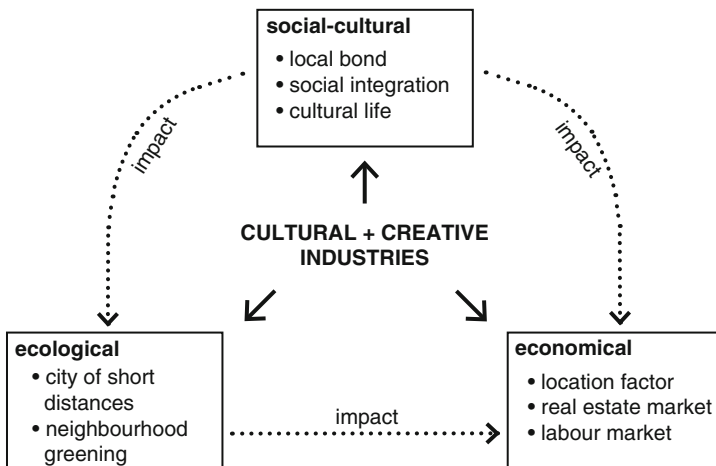 social-cultural
• local bond
• social integration
• cultural life
impact
impact
CULTURAL + CREATIVE
INDUSTRIES
ecological
• city of short
distances
• neighbourhood
greening
impact
economical
• location factor
• real estate market
• labour market